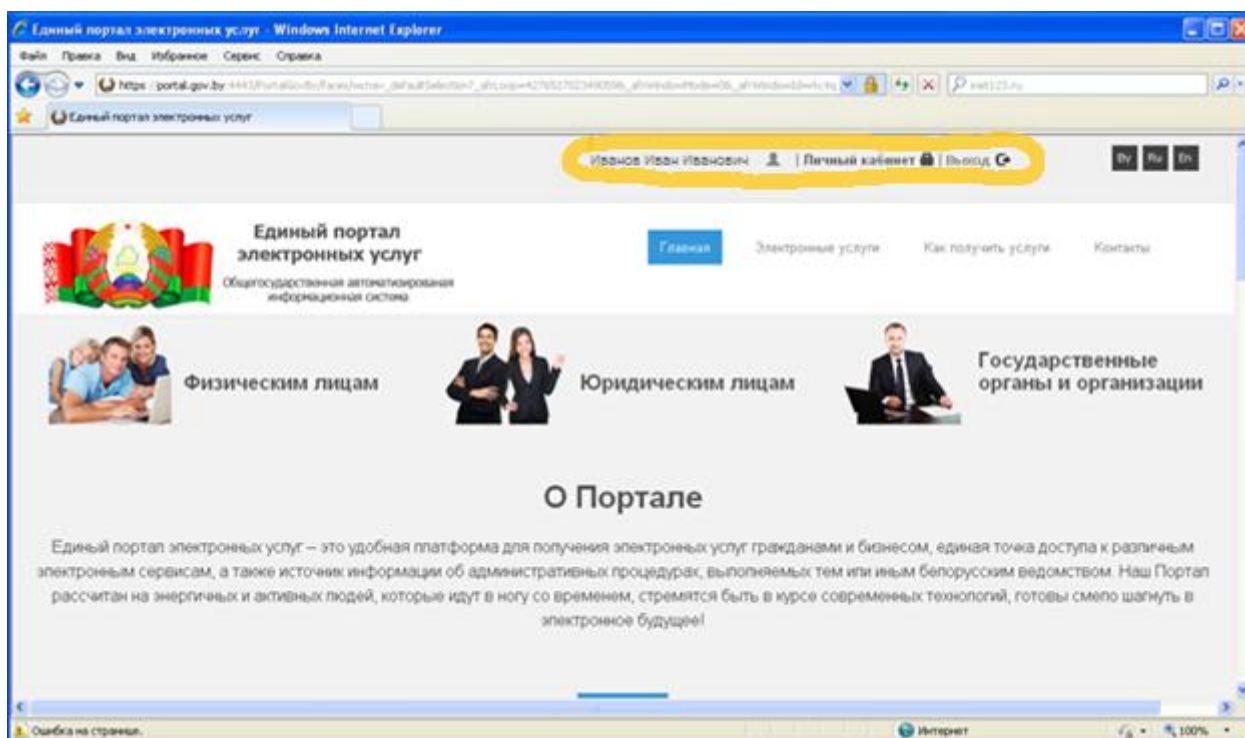 Единый портал электронных услуг - Windows Internet Explorer
Файл Правка Вид Избранное Сервис Справка
https://portal.gov.by
Единый портал электронных услуг
Иванов Иван Иванович | Личный кабинет | Выход
By Ru En
Единый портал
электронных услуг
Общегосударственная автоматизированая
информационная система
Главная Электронные услуги Как получить услуги Контакты
Физическим лицам
Юридическим лицам
Государственные
органы и организации
О Портале
Единый портал электронных услуг – это удобная платформа для получения электронных услуг гражданами и бизнесом, единая точка доступа к различным
электронным сервисам, а также источник информации об административных процедурах, выполняемых тем или иным белорусским ведомством. Наш Портал
рассчитан на энергичных и активных людей, которые идут в ногу со временем, стремятся быть в курсе современных технологий, готовы смело шагнуть в
электронное будущее!
Ошибка на странице. Интернет 100%